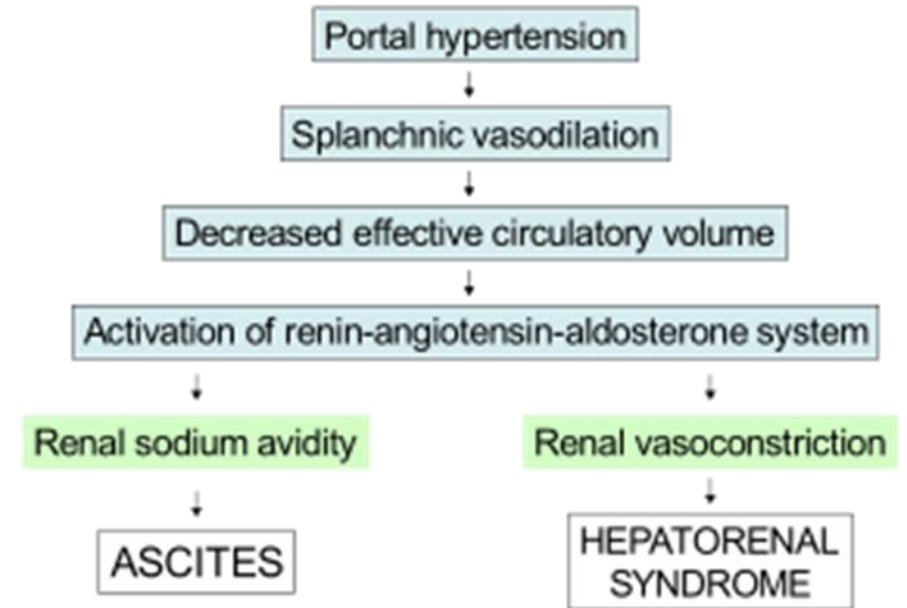 Portal hypertension
Splanchnic vasodilation
Decreased effective circulatory volume
Activation of renin-angiotensin-aldosterone system
Renal sodium avidity
Renal vasoconstriction
ASCITES
HEPATORENAL
SYNDROME